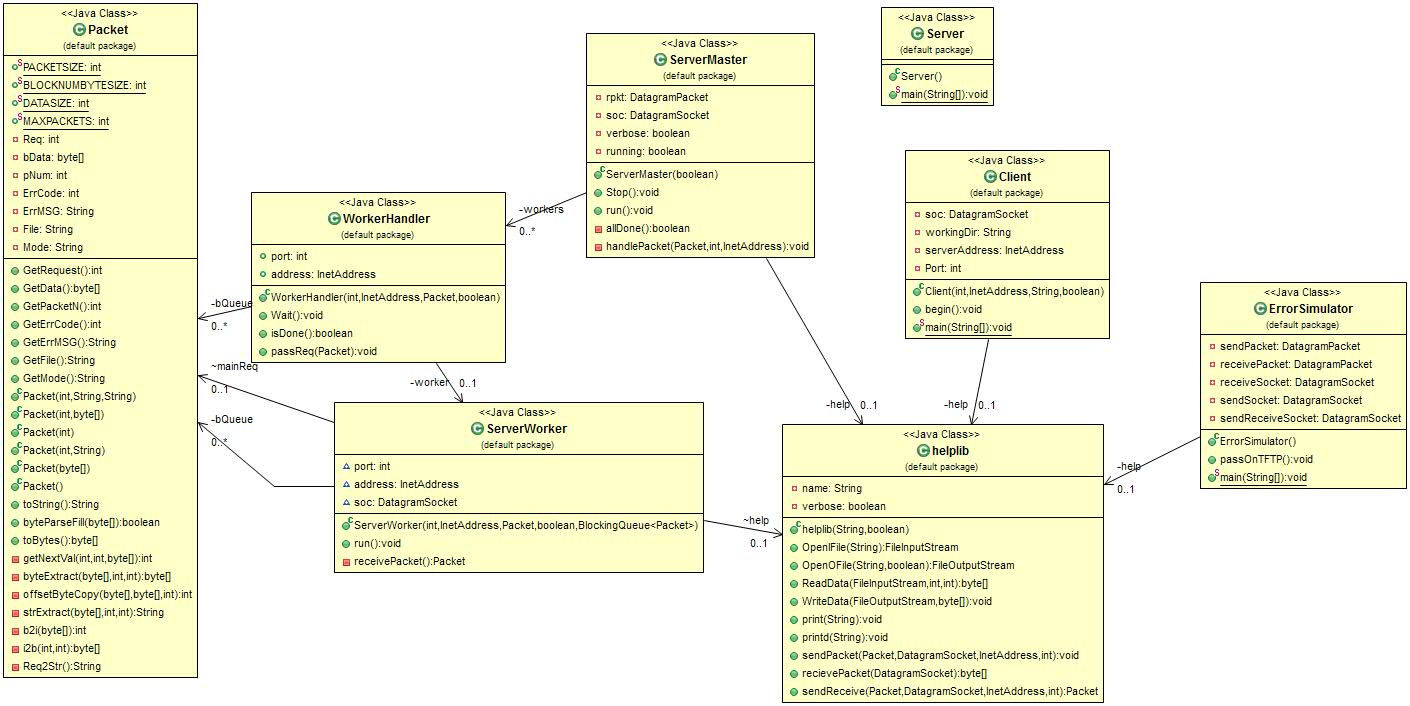 <<Java Class>>
Packet
(default package)
PACKETSIZE: int
BLOCKNUMBYTESIZE: int
DATASIZE: int
MAXPACKETS: int
Req: int
bData: byte[]
pNum: int
ErrCode: int
ErrMSG: String
File: String
Mode: String
GetRequest():int
GetData():byte[]
GetPacketN():int
GetErrCode():int
GetErrMSG():String
GetFile():String
GetMode():String
Packet(int,String,String)
Packet(int,byte[])
Packet(int)
Packet(int,String)
Packet(byte[])
Packet()
toString():String
byteParseFill(byte[]):boolean
toBytes():byte[]
getNextVal(int,int,byte[]):int
byteExtract(byte[],int,int):byte[]
offsetByteCopy(byte[],byte[],int):int
strExtract(byte[],int,int):String
b2i(byte[]):int
i2b(int,int):byte[]
Req2Str():String
-bQueue
0..*
~mainReq
0..1
-bQueue
0..*
<<Java Class>>
WorkerHandler
(default package)
port: int
address: InetAddress
WorkerHandler(int,InetAddress,Packet,boolean)
Wait():void
isDone():boolean
passReq(Packet):void
-worker 0..1
<<Java Class>>
ServerWorker
(default package)
port: int
address: InetAddress
soc: DatagramSocket
ServerWorker(int,InetAddress,Packet,boolean,BlockingQueue<Packet>)
run():void
receivePacket():Packet
~help
0..1
-workers
0..*
<<Java Class>>
ServerMaster
(default package)
rpkt: DatagramPacket
soc: DatagramSocket
verbose: boolean
running: boolean
ServerMaster(boolean)
Stop():void
run():void
allDone():boolean
handlePacket(Packet,int,InetAddress):void
-help 0..1
<<Java Class>>
Server
(default package)
Server()
main(String[]):void
<<Java Class>>
Client
(default package)
soc: DatagramSocket
workingDir: String
serverAddress: InetAddress
Port: int
Client(int,InetAddress,String,boolean)
begin():void
main(String[]):void
-help 0..1
<<Java Class>>
helplib
(default package)
name: String
verbose: boolean
helplib(String,boolean)
OpenIFile(String):FileInputStream
OpenOFile(String,boolean):FileOutputStream
ReadData(FileInputStream,int,int):byte[]
WriteData(FileOutputStream,byte[]):void
print(String):void
printd(String):void
sendPacket(Packet,DatagramSocket,InetAddress,int):void
recievePacket(DatagramSocket):byte[]
sendReceive(Packet,DatagramSocket,InetAddress,int):Packet
<<Java Class>>
ErrorSimulator
(default package)
sendPacket: DatagramPacket
receivePacket: DatagramPacket
receiveSocket: DatagramSocket
sendSocket: DatagramSocket
sendReceiveSocket: DatagramSocket
ErrorSimulator()
passOnTFTP():void
main(String[]):void
-help
0..1